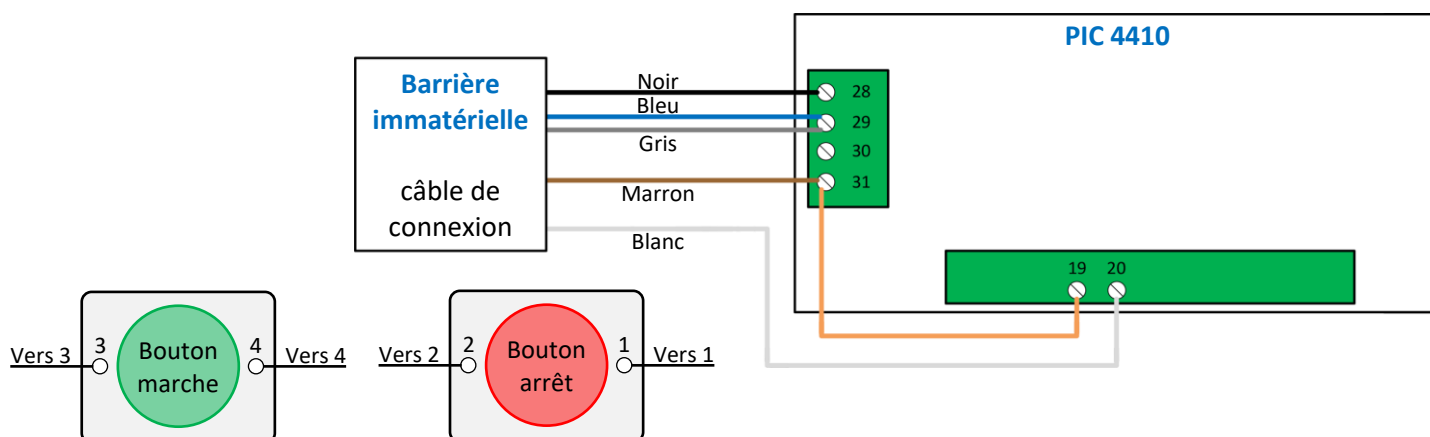 PIC 4410
Barrière
immatérielle
câble de
connexion
Noir
Bleu
Gris
Marron
Blanc
28
29
30
31
19 20
Vers 3 3 Bouton marche 4 Vers 4
Vers 2 2 Bouton arrêt 1 Vers 1